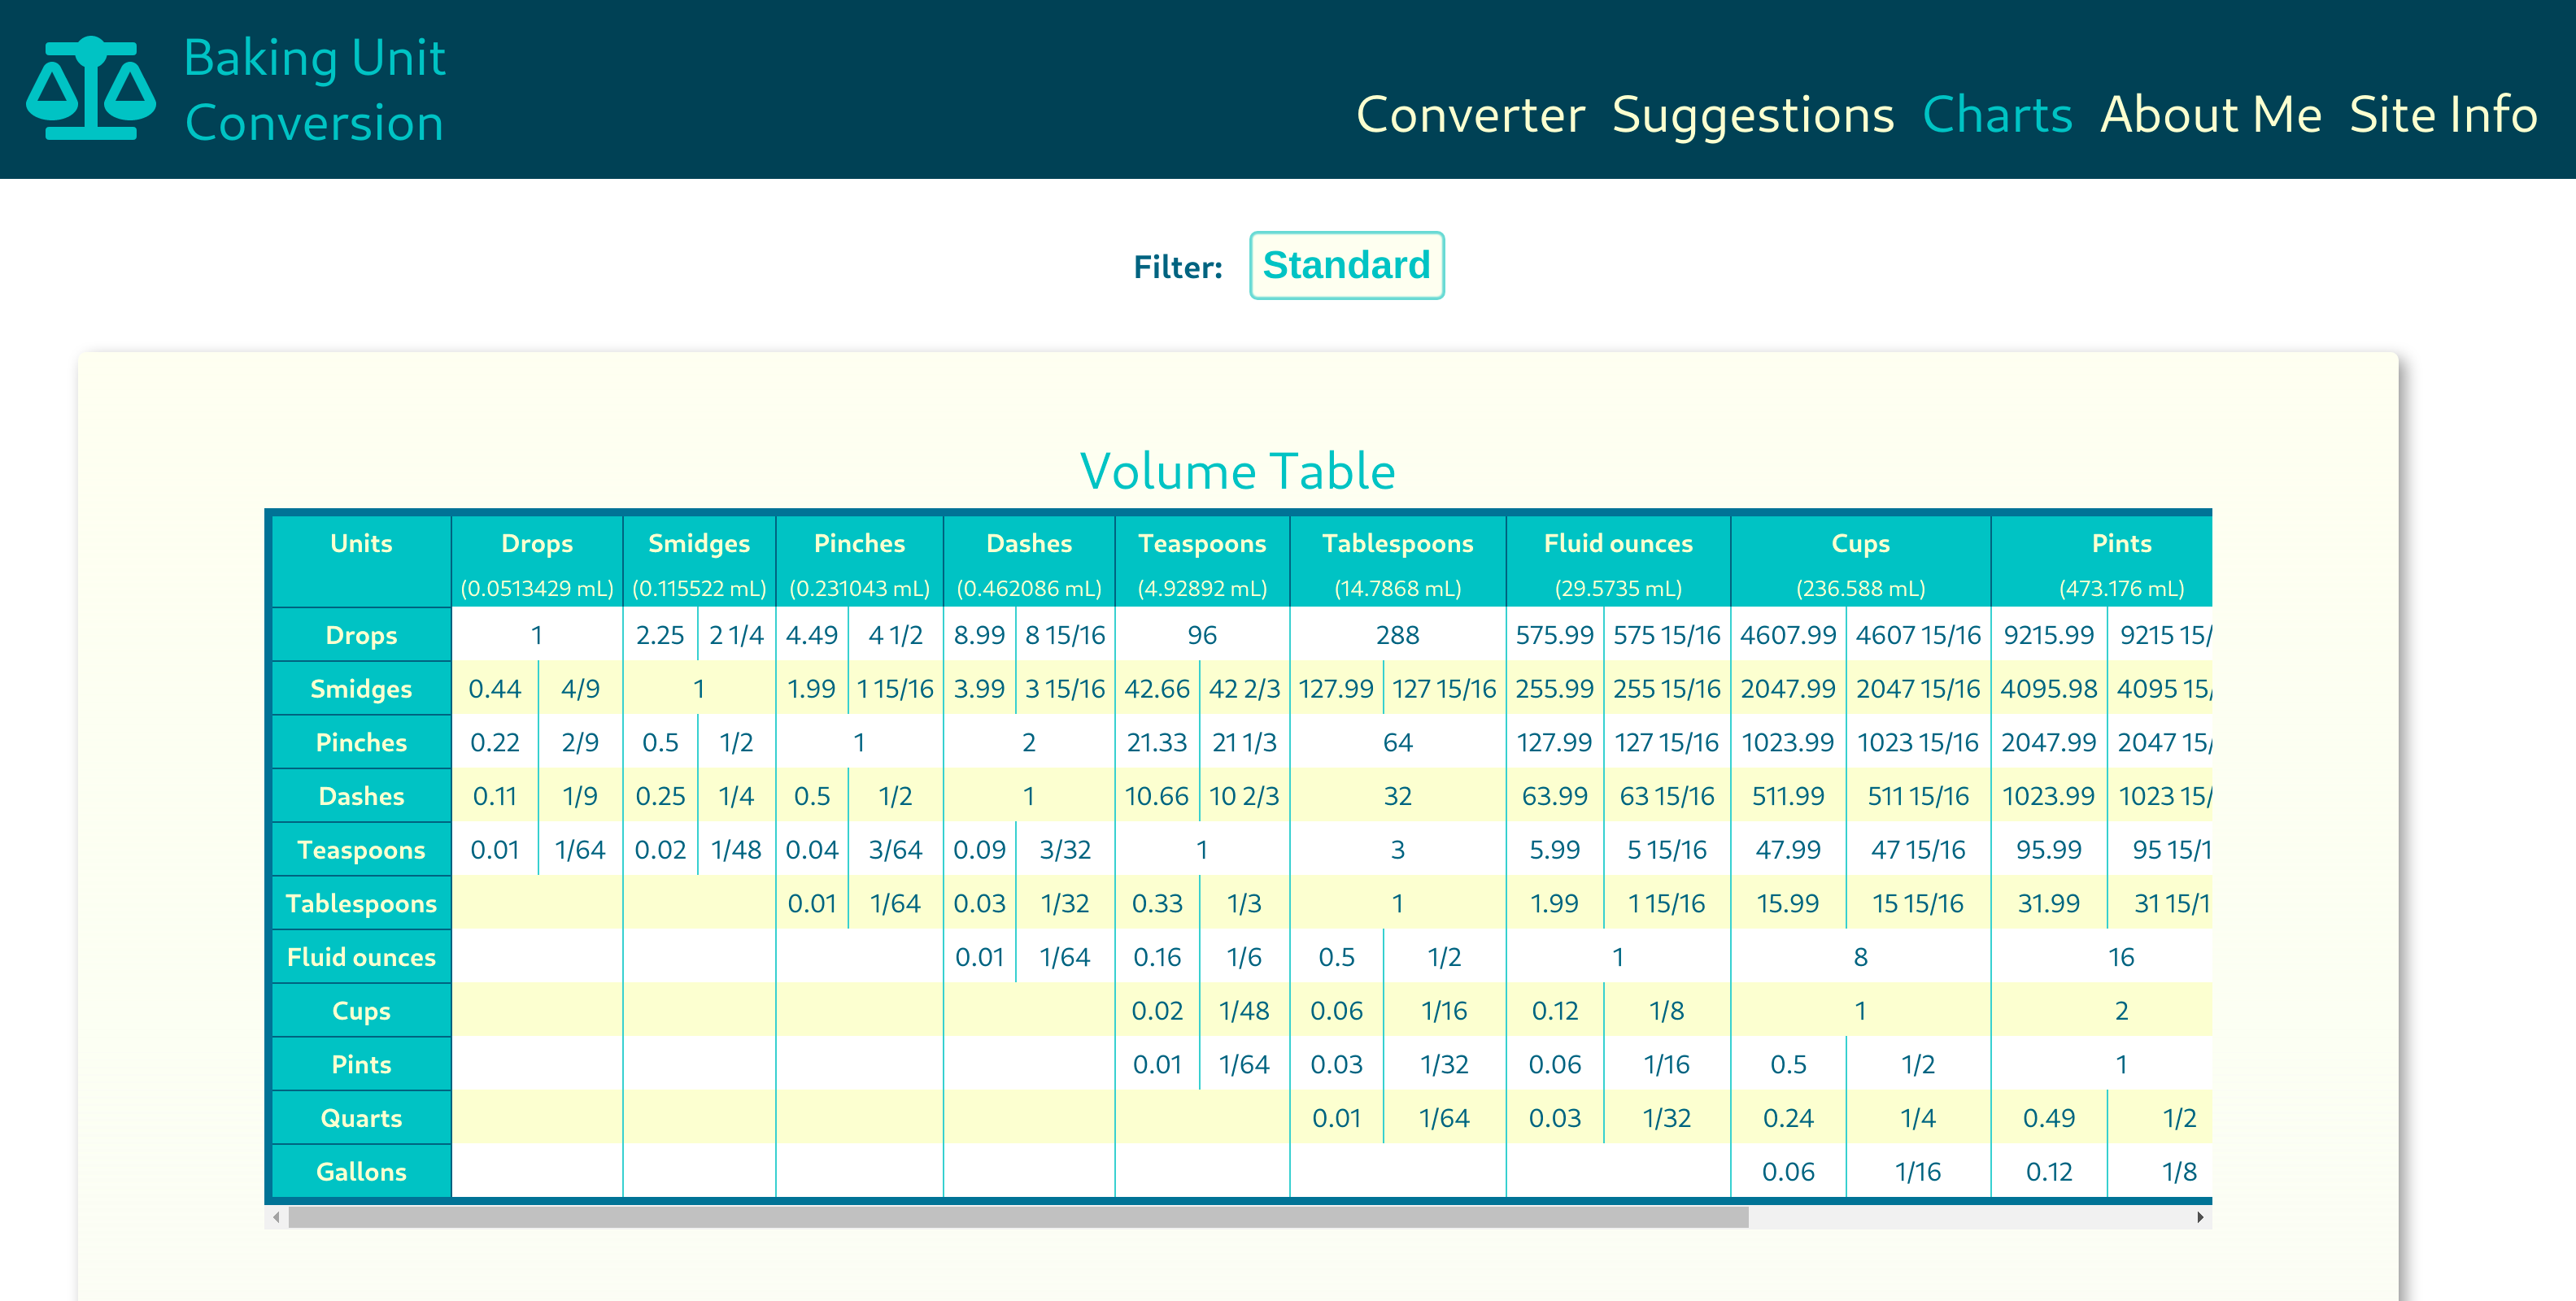 Baking Unit
Conversion
Converter Suggestions Charts About Me Site Info
Filter: Standard
Volume Table
Units Drops Smidges Pinches Dashes Teaspoons Tablespoons Fluid ounces Cups Pints
(0.0513429 mL) (0.115522 mL) (0.231043 mL) (0.462086 mL) (4.92892 mL) (14.7868 mL) (29.5735 mL) (236.588 mL) (473.176 mL)
Drops 1 2.25 2 1/4 4.49 4 1/2 8.99 8 15/16 96 288 575.99 575 15/16 4607.99 4607 15/16 9215.99 9215 15/
Smidges 0.44 4/9 1 1.99 1 15/16 3.99 3 15/16 42.66 42 2/3 127.99 127 15/16 255.99 255 15/16 2047.99 2047 15/16 4095.98 4095 15/
Pinches 0.22 2/9 0.5 1/2 1 2 21.33 21 1/3 64 127.99 127 15/16 1023.99 1023 15/16 2047.99 2047 15/
Dashes 0.11 1/9 0.25 1/4 0.5 1/2 1 10.66 10 2/3 32 63.99 63 15/16 511.99 511 15/16 1023.99 1023 15/
Teaspoons 0.01 1/64 0.02 1/48 0.04 3/64 0.09 3/32 1 3 5.99 5 15/16 47.99 47 15/16 95.99 95 15/1
Tablespoons 0.01 1/64 0.03 1/32 0.33 1/3 1 1.99 1 15/16 15.99 15 15/16 31.99 31 15/1
Fluid ounces 0.01 1/64 0.16 1/6 0.5 1/2 1 8 16
Cups 0.02 1/48 0.06 1/16 0.12 1/8 1 2
Pints 0.01 1/64 0.03 1/32 0.06 1/16 0.5 1/2 1
Quarts 0.01 1/64 0.03 1/32 0.24 1/4 0.49 1/2
Gallons 0.06 1/16 0.12 1/8